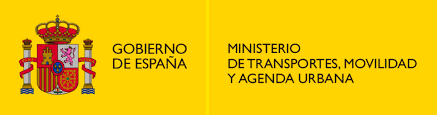 GOBIERNO
DE ESPAÑA
MINISTERIO
DE TRANSPORTES, MOVILIDAD
Y AGENDA URBANA